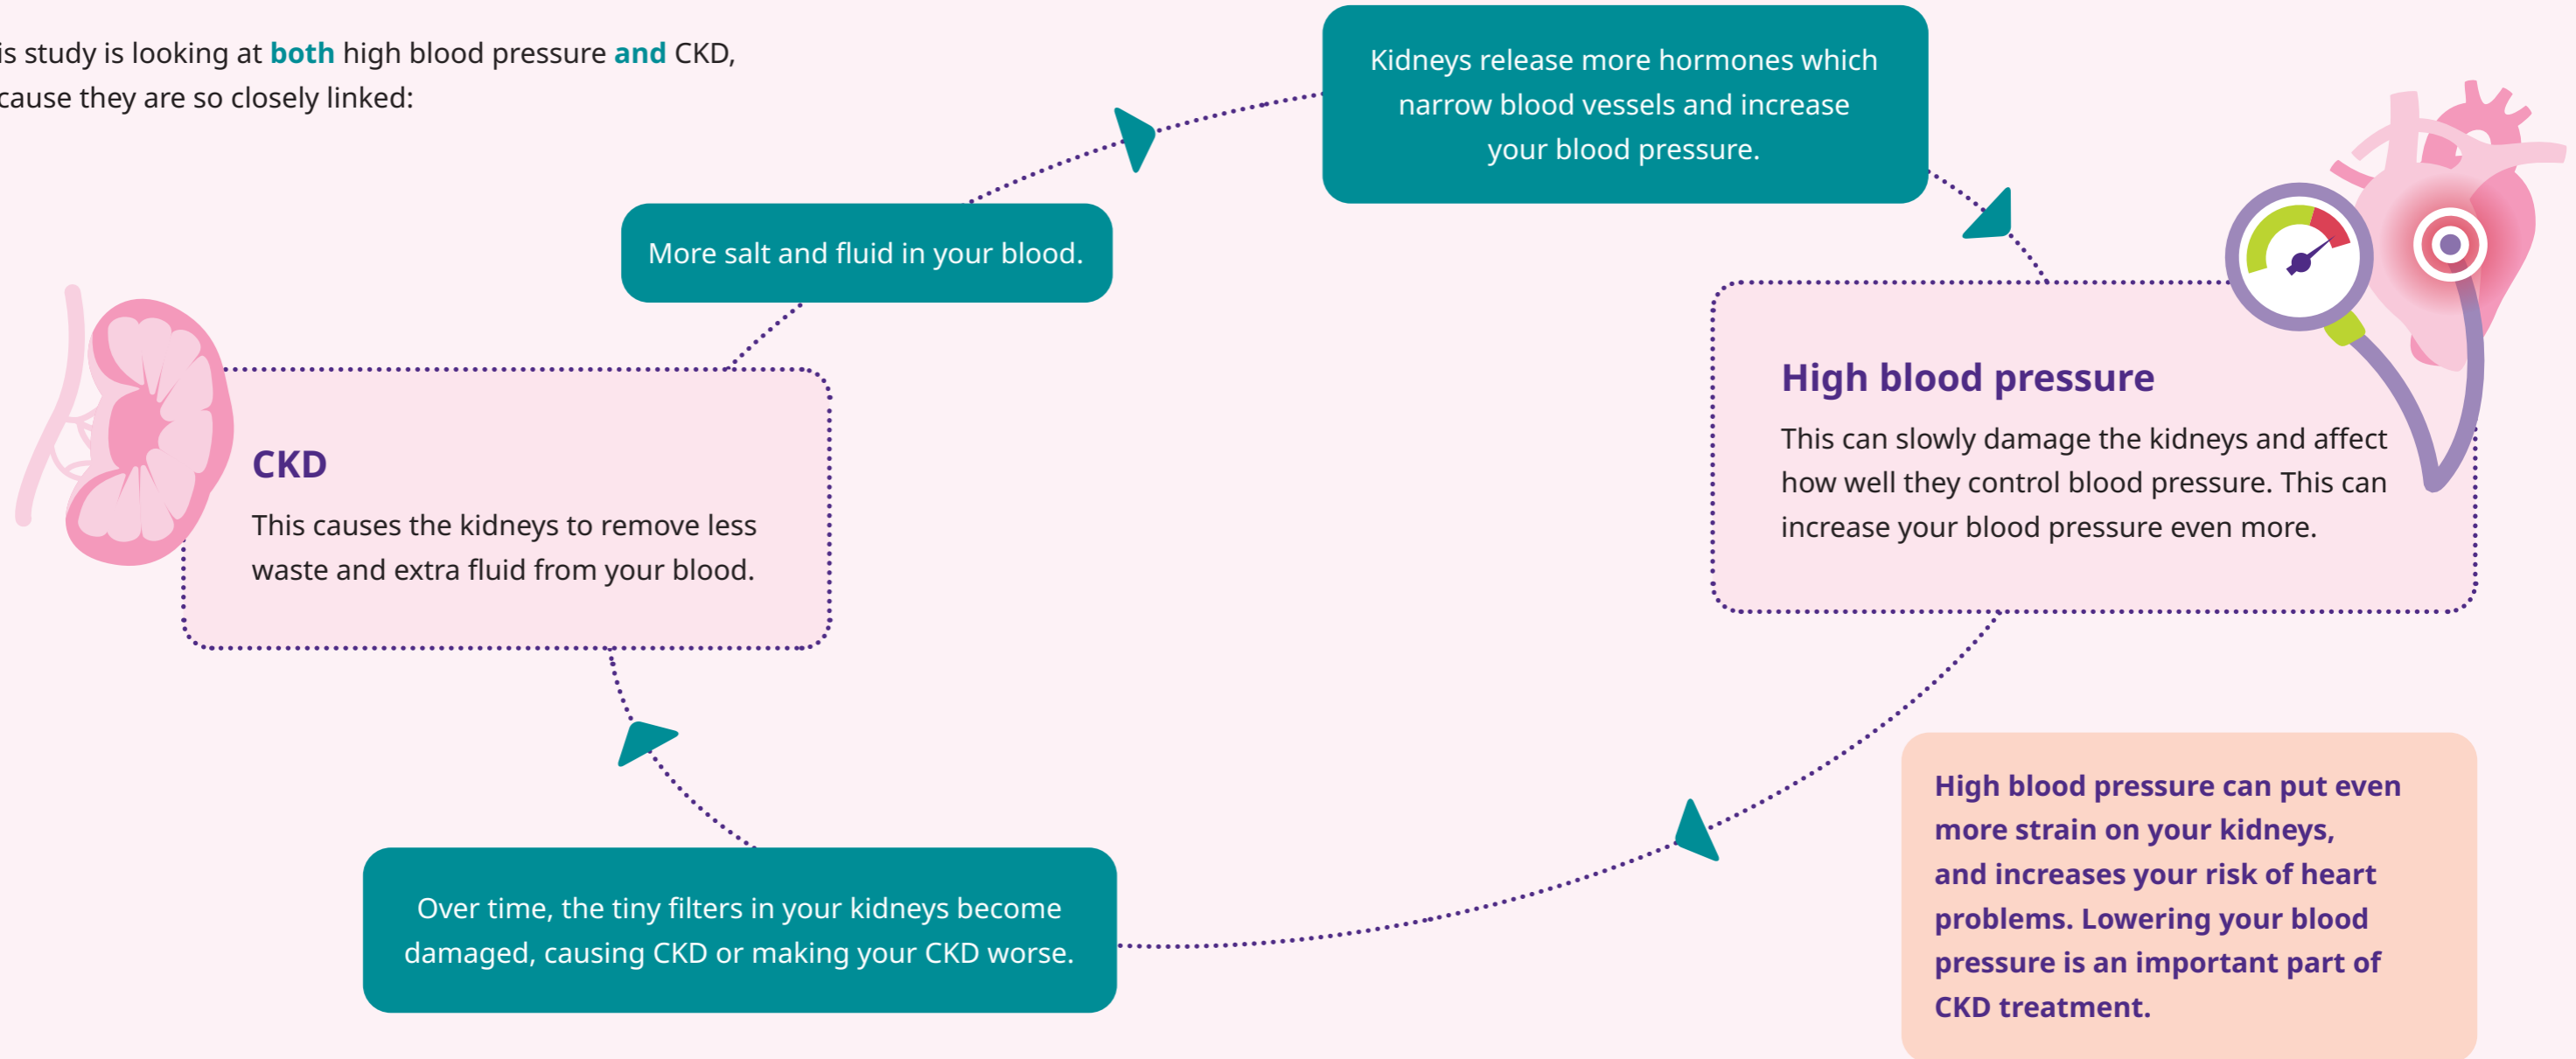 is study is looking at both high blood pressure and CKD,
cause they are so closely linked:
Kidneys release more hormones which
narrow blood vessels and increase
your blood pressure.
More salt and fluid in your blood.
High blood pressure
This can slowly damage the kidneys and affect
how well they control blood pressure. This can
increase your blood pressure even more.
CKD
This causes the kidneys to remove less
waste and extra fluid from your blood.
High blood pressure can put even
more strain on your kidneys,
and increases your risk of heart
problems. Lowering your blood
pressure is an important part of
CKD treatment.
Over time, the tiny filters in your kidneys become
damaged, causing CKD or making your CKD worse.